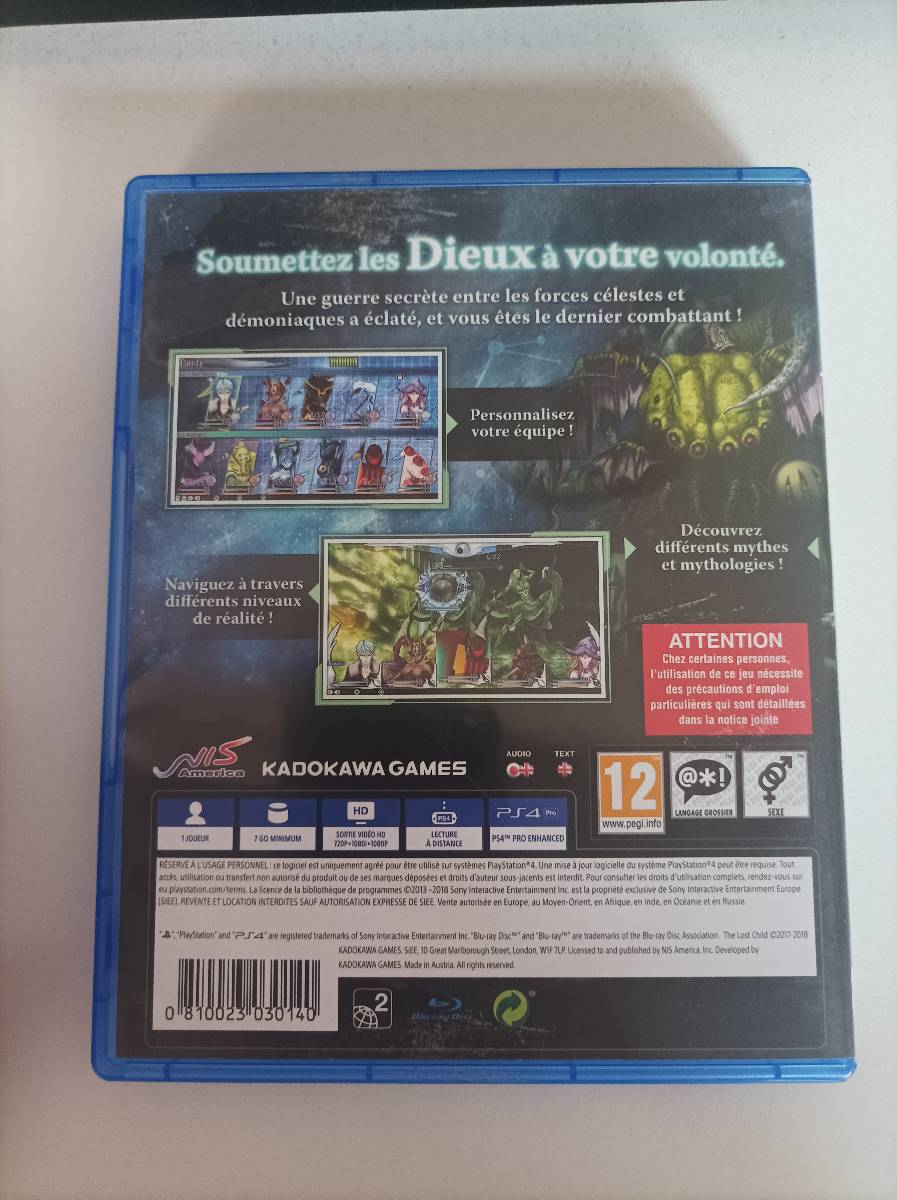 Soumettez les Dieux à votre volonté.
Une guerre secrète entre les forces célestes et
démoniaques a éclaté, et vous êtes le dernier combattant !
Party
Personnalisez
votre équipe !
Découvrez
différents mythes
et mythologies !
Naviguez à travers
différents niveaux
de réalité !
ATTENTION
Chez certaines personnes,
l'utilisation de ce jeu nécessite
des précautions d'emploi
particulières qui sont détaillées
dans la notice jointe
NIS
America
KADOKAWA GAMES
AUDIO
TEXT
12
www.pegi.info
@*!
LANGAGE GROSSIER
SEXE
1 JOUEUR
7 GO MINIMUM
HD
SORTIE VIDÉO HD
720P•1080i•1080P
PS4
LECTURE
À DISTANCE
PS4 Pro
PS4™ PRO ENHANCED
RÉSERVÉ À L'USAGE PERSONNEL : ce logiciel est uniquement agréé pour être utilisé sur systèmes PlayStation®4. Une mise à jour logicielle du système PlayStation®4 peut être requise. Tout
accès, utilisation ou transfert non autorisé du produit ou de ses marques déposées et droits d'auteur sous-jacents est interdit. Pour consulter les droits d'utilisation complets, rendez-vous sur
eu.playstation.com/terms. La licence de la bibliothèque de programmes ©2013 -2018 Sony Interactive Entertainment Inc. est la propriété exclusive de Sony Interactive Entertainment Europe
(SIEE). REVENTE ET LOCATION INTERDITES SAUF AUTORISATION EXPRESSE DE SIEE. Vente autorisée en Europe, au Moyen-Orient, en Afrique, en Inde, en Océanie et en Russie.
" ", "PlayStation" and "PS4" are registered trademarks of Sony Interactive Entertainment Inc. "Blu-ray Disc™" and "Blu-ray™" are trademarks of the Blu-ray Disc Association. The Lost Child ©2017-2018
KADOKAWA GAMES. SIEE, 10 Great Marlborough Street, London, W1F 7LP. Licensed to and published by NIS America, Inc. Developed by
KADOKAWA GAMES. Made in Austria. All rights reserved.
0 810023 030140
2
Blu-ray Disc
®